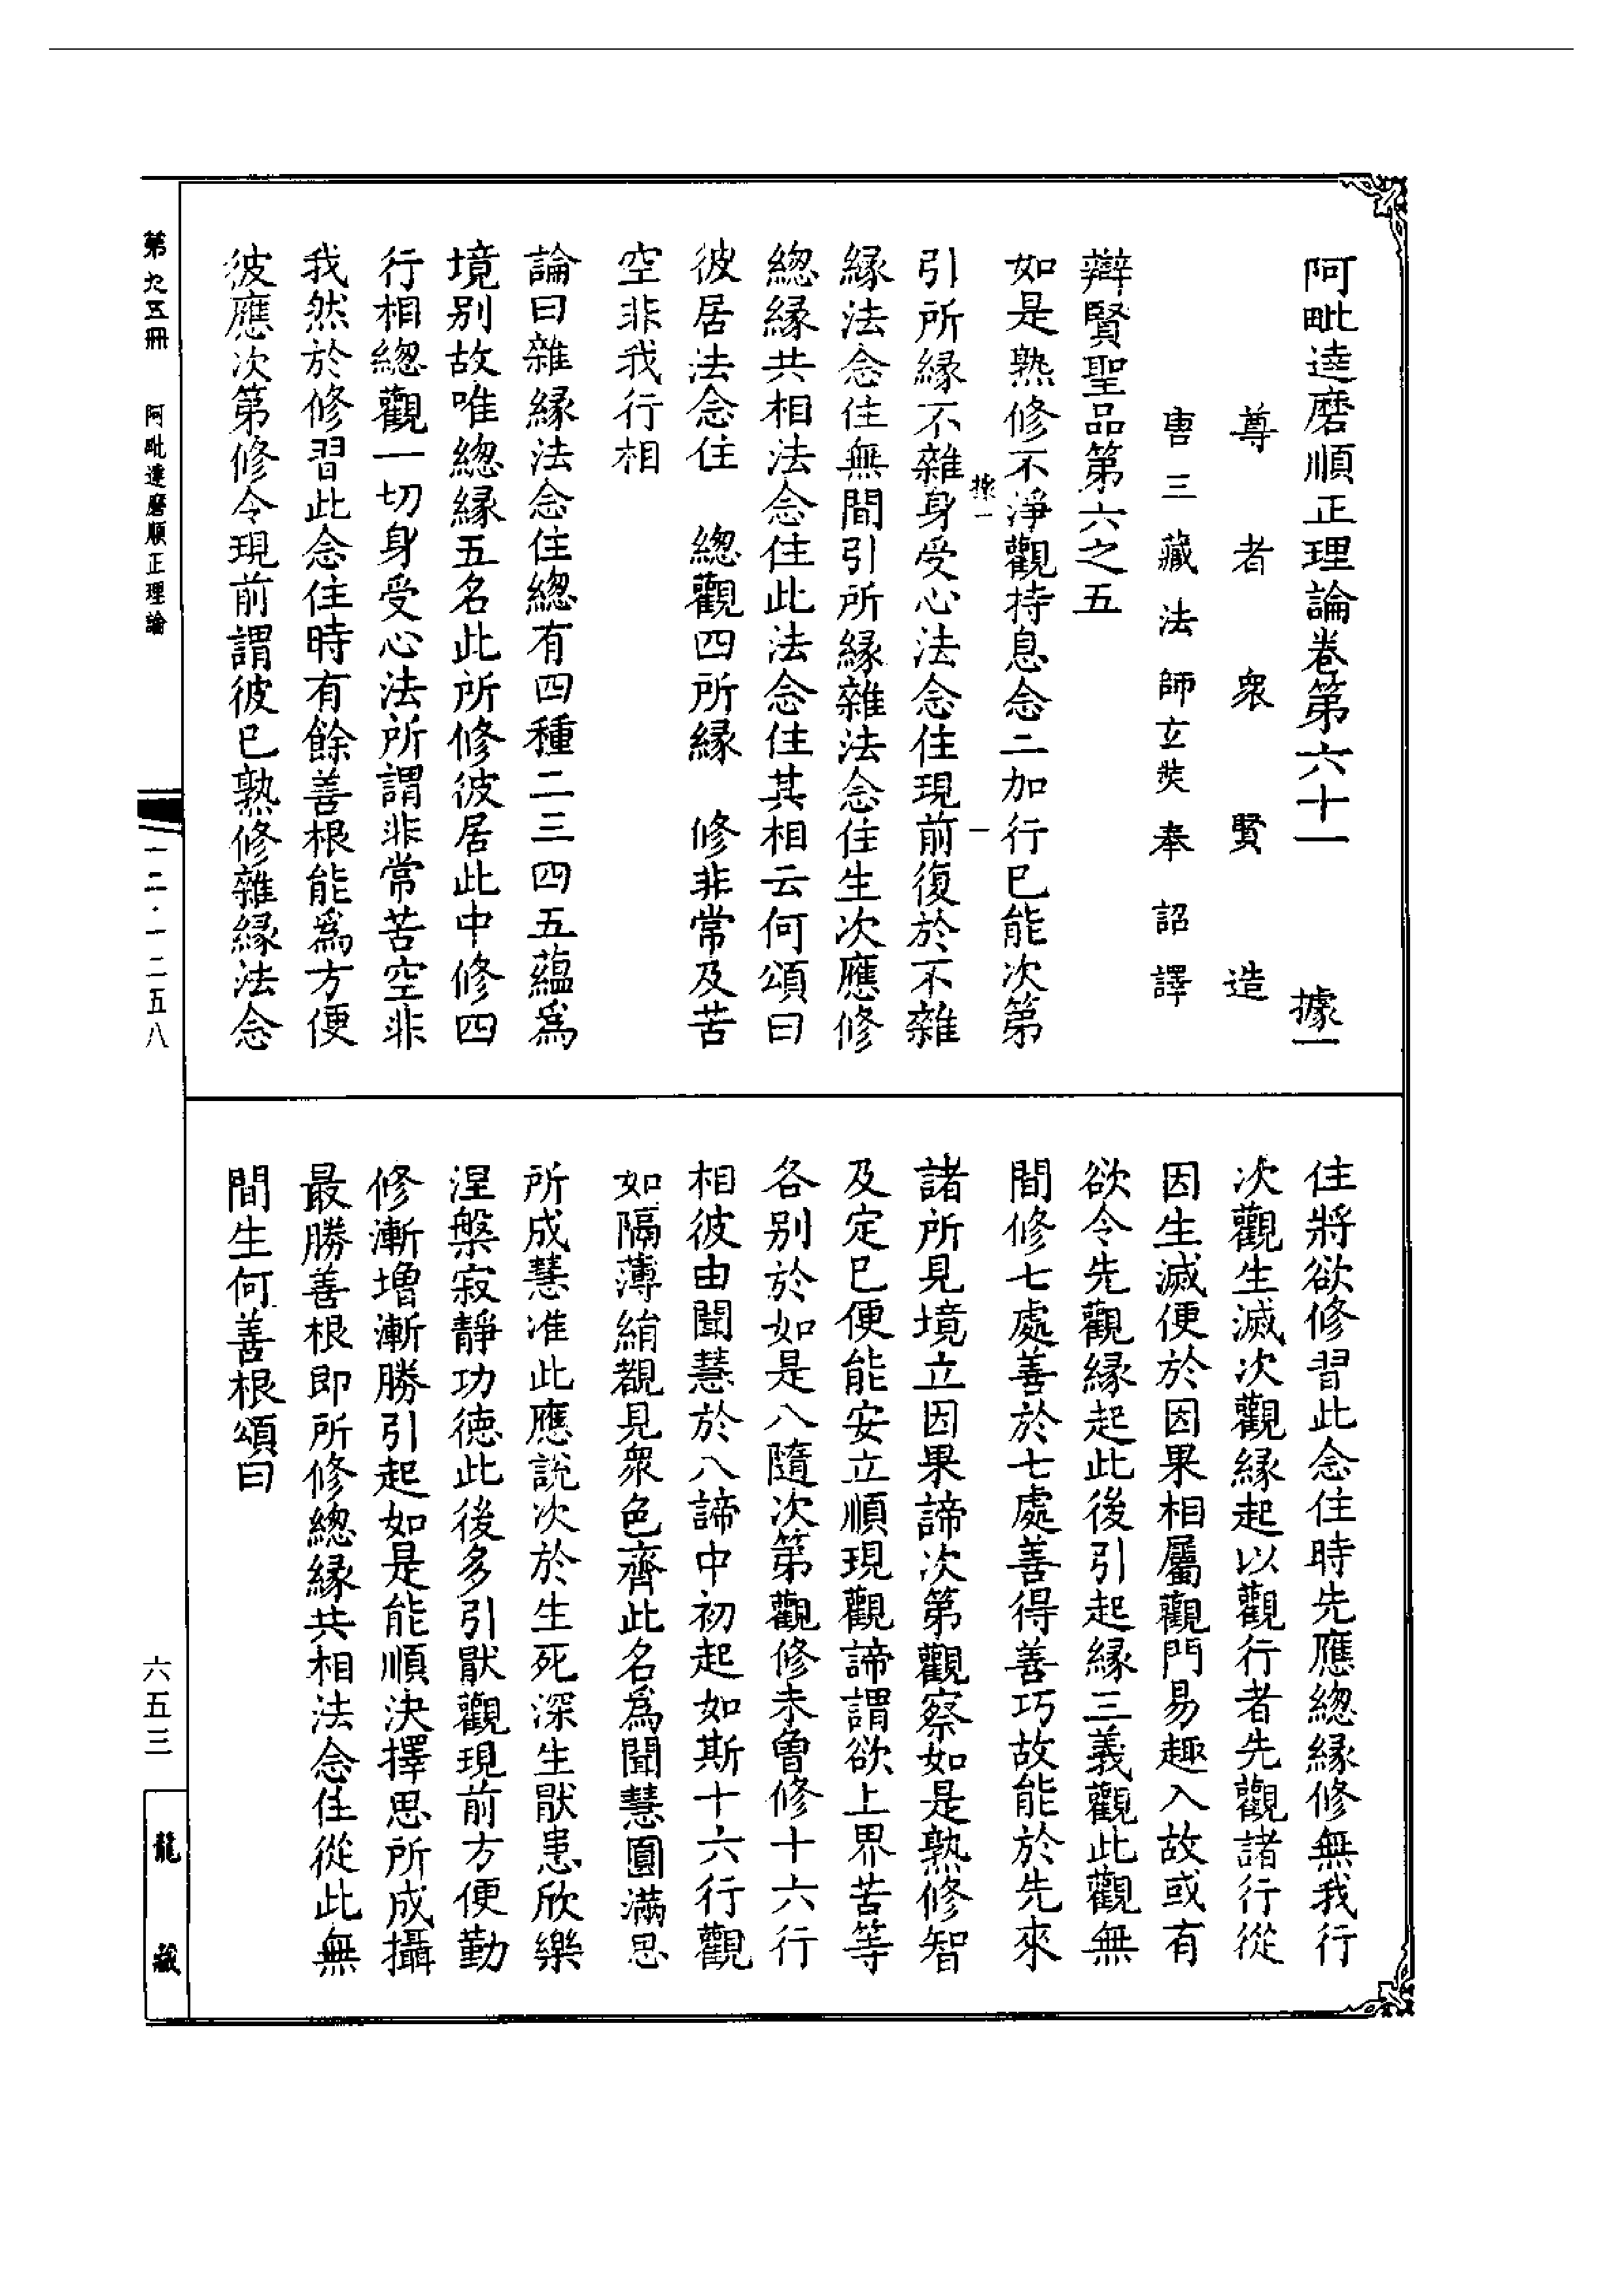 阿毗達磨順正理論卷第六十一 據一
尊者衆賢造
唐三藏法師玄奘奉詔譯
辯賢聖品第六之五
如是熟修不淨觀持息念二加行已能次第
據一 一
引所緣不雜身受心法念住現前復於不雜
緣法念住無間引所緣雜法念住生次應修
總緣共相法念住此法念住其相云何頌曰
彼居法念住 總觀四所緣 修非常及苦
空非我行相
論曰雜緣法念住總有四種二三四五蘊爲
境別故唯總緣五名此所修彼居此中修四
行相總觀一切身受心法所謂非常苦空非
我然於修習此念住時有餘善根能爲方便
彼應次第修令現前謂彼已熟修雜緣法念
住將欲修習此念住時先應總緣修無我行
次觀生滅次觀緣起以觀行者先觀諸行從
因生滅便於因果相屬觀門易趣入故或有
欲令先觀緣起此後引起緣三義觀此觀無
間修七處善於七處善得善巧故能於先來
諸所見境立因果諦次第觀察如是熟修智
及定已便能安立順現觀諦謂欲上界苦等
各別於如是八隨次第觀修未曾修十六行
相彼由聞慧於八諦中初起如斯十六行觀
如隔薄絹覩見衆色齊此名爲聞慧圓滿思
所成慧准此應說次於生死深生猒患欣樂
涅槃寂靜功德此後多引猒觀現前方便勤
修漸增漸勝引起如是能順決擇思所成攝
最勝善根即所修總緣共相法念住從此無
間生何善根頌曰
第九五冊 阿毗達磨順正理論
一二·一二五八
六五三
龍藏